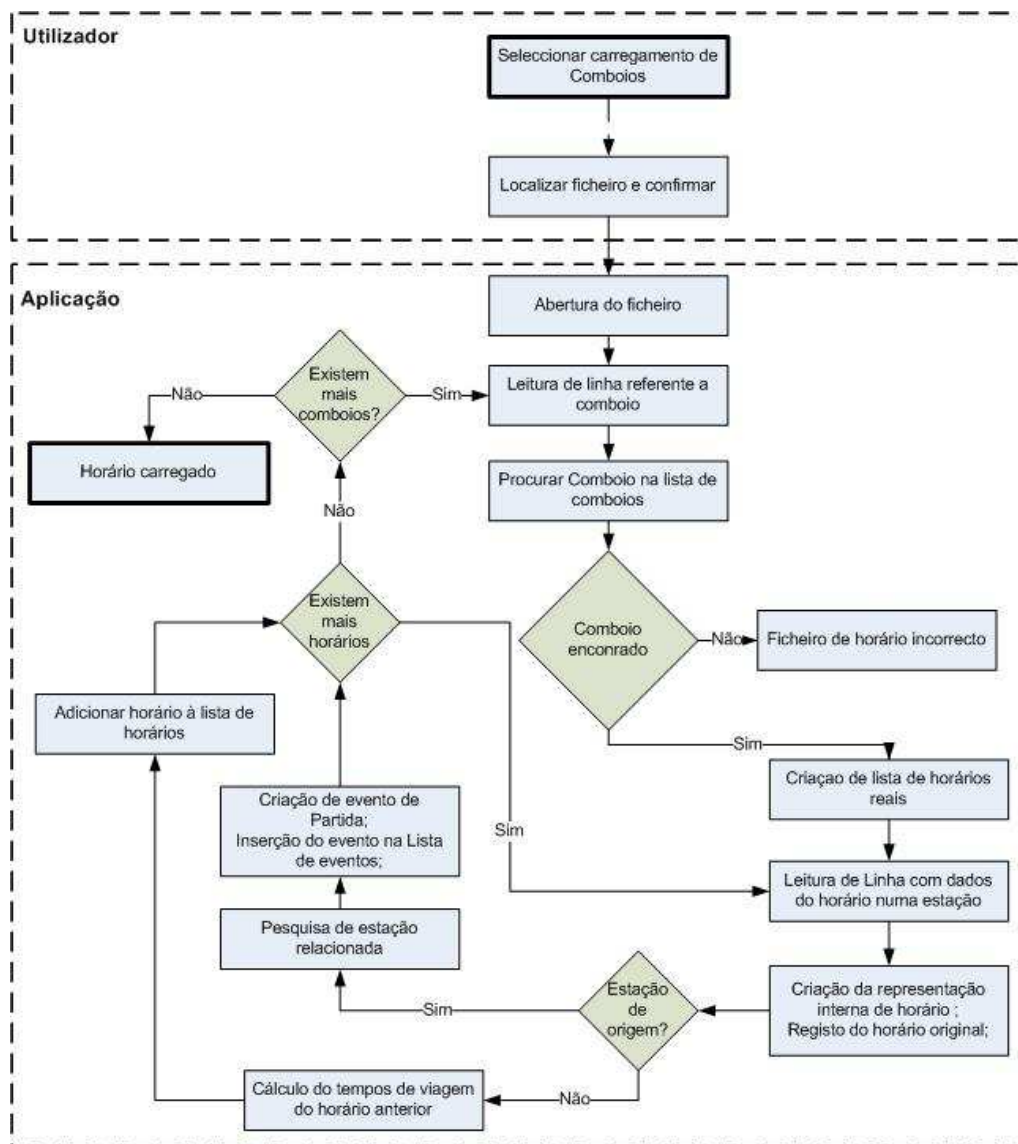 Utilizador
Seleccionar carregamento de
Comboios
Localizar ficheiro e confirmar
Aplicação
Abertura do ficheiro
Existem
mais
comboios?
Não
Sim
Leitura de linha referente a
comboio
Horário carregado
Procurar Comboio na lista de
comboios
Não
Existem
mais
horários
Comboio
enconrado
Não
Ficheiro de horário incorrecto
Adicionar horário à lista de
horários
Sim
Criaçao de lista de horários
reais
Criação de evento de
Partida;
Inserção do evento na Lista
de eventos;
Sim
Leitura de Linha com dados
do horário numa estação
Pesquisa de estação
relacionada
Estação
de
origem?
Sim
Criação da representação
interna de horário ;
Registo do horário original;
Cálculo do tempos de viagem
do horário anterior
Não